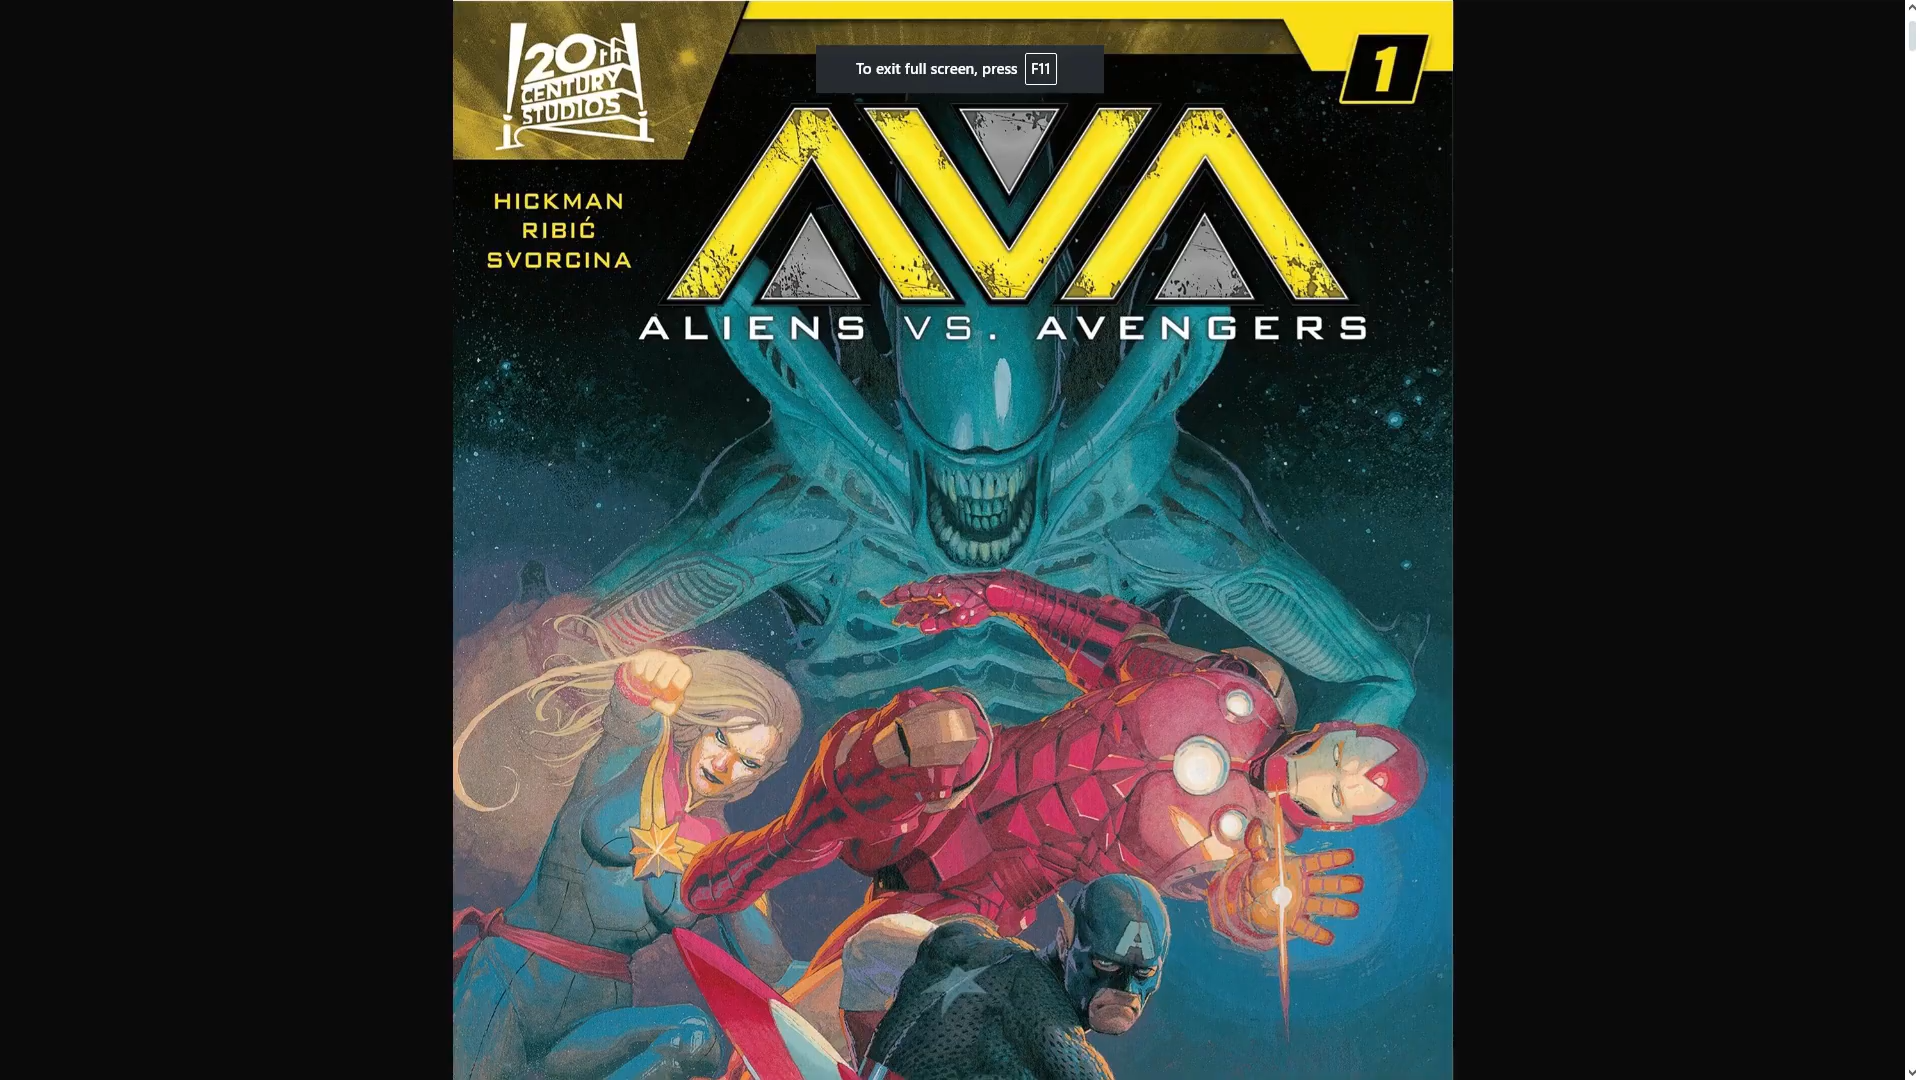 20th
CENTURY
STUDIOS
To exit full screen, press F11
1
HICKMAN
RIBIĆ
SVORCINA
AVA
ALIENS VS. AVENGERS
A